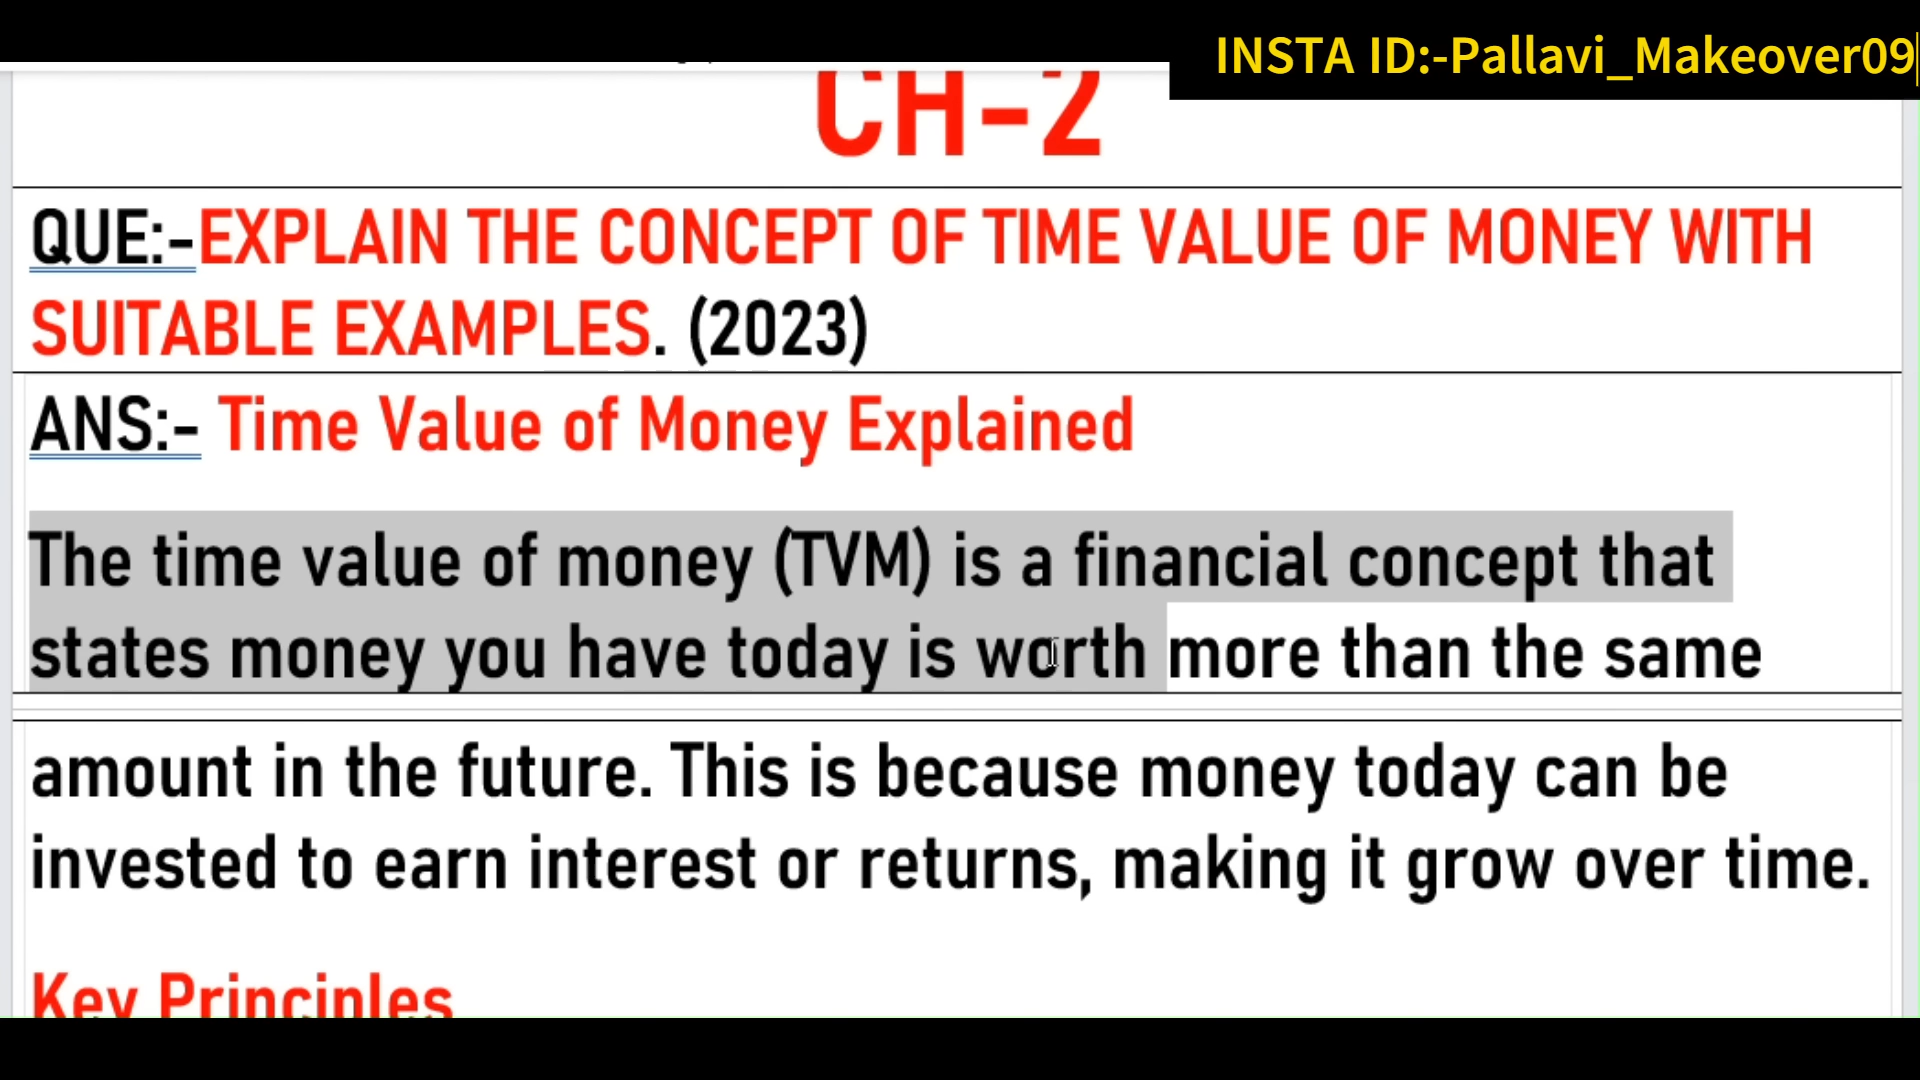 INSTA ID:-Pallavi_Makeover09
CH-2
QUE:-EXPLAIN THE CONCEPT OF TIME VALUE OF MONEY WITH
SUITABLE EXAMPLES. (2023)
ANS:- Time Value of Money Explained
The time value of money (TVM) is a financial concept that
states money you have today is worth more than the same
amount in the future. This is because money today can be
invested to earn interest or returns, making it grow over time.
Key Principles